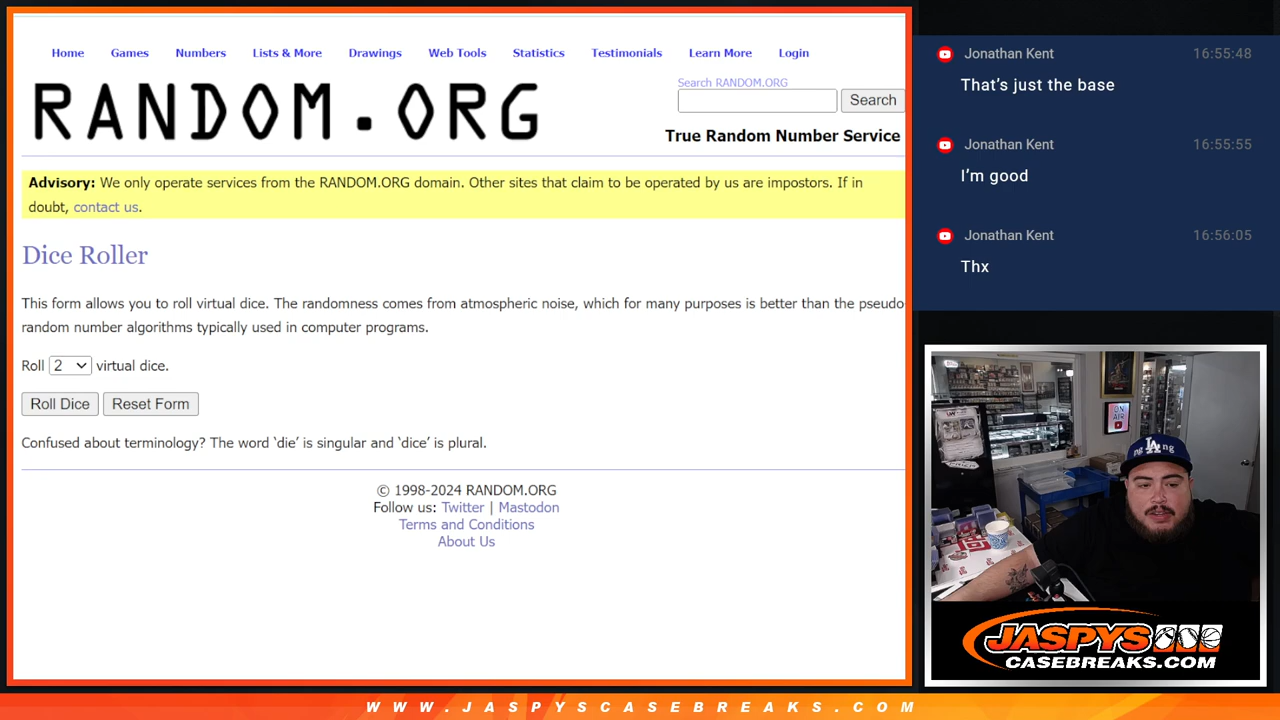 Home Games Numbers Lists & More Drawings Web Tools Statistics Testimonials Learn More Login
RANDOM.ORG
Search RANDOM.ORG
Search
True Random Number Service
Advisory: We only operate services from the RANDOM.ORG domain. Other sites that claim to be operated by us are impostors. If in
doubt, contact us.
Dice Roller
This form allows you to roll virtual dice. The randomness comes from atmospheric noise, which for many purposes is better than the pseudo-
random number algorithms typically used in computer programs.
Roll 2 virtual dice.
Roll Dice Reset Form
Confused about terminology? The word ‘die’ is singular and ‘dice’ is plural.
© 1998-2024 RANDOM.ORG
Follow us: Twitter | Mastodon
Terms and Conditions
About Us
Jonathan Kent 16:55:48
That’s just the base
Jonathan Kent 16:55:55
I’m good
Jonathan Kent 16:56:05
Thx
ON
AIR
LA
JASPYS
CASEBREAKS.COM
WWW.JASPYSCASEBREAKS.COM